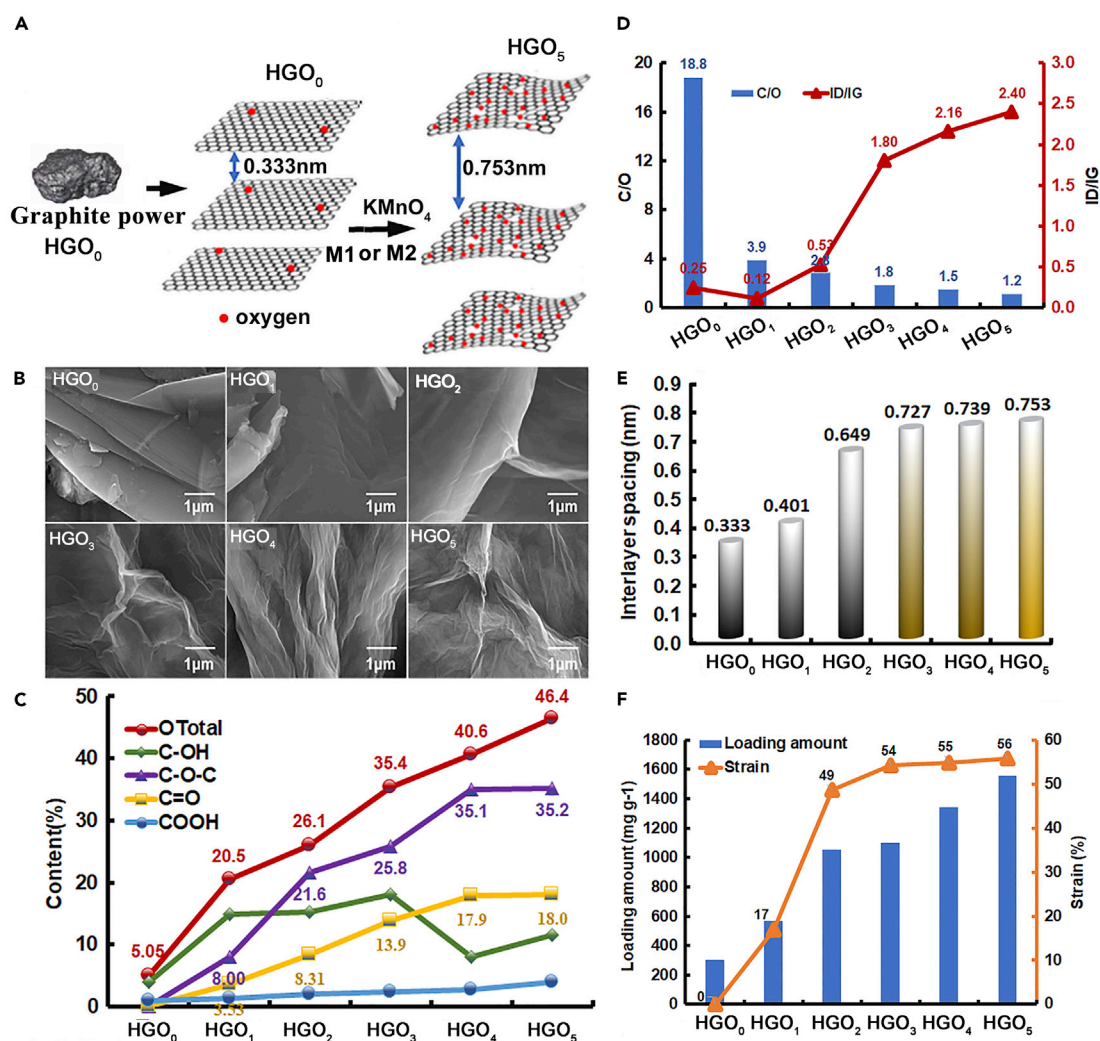 A
HGO₀
HGO₅
0.333nm
0.753nm
Graphite power
HGO₀
KMnO₄
M1 or M2
oxygen
B
HGO₀
HGO₁
HGO₂
1μm
1μm
1μm
HGO₃
HGO₄
HGO₅
1μm
1μm
1μm
C
Content(%)
50
40
30
20
10
0
O Total
C-OH
C-O-C
C=O
COOH
5.05
20.5
26.1
35.4
40.6
46.4
8.00
21.6
25.8
35.1
35.2
3.53
8.31
13.9
17.9
18.0
HGO₀ HGO₁ HGO₂ HGO₃ HGO₄ HGO₅
D
C/O
20
16
12
8
4
0
C/O ID/IG
18.8
3.9
2.8
1.8
1.5
1.2
0.25
0.12
0.53
1.80
2.16
2.40
3.0
2.5
2.0
1.5
1.0
0.5
0.0
ID/IG
HGO₀ HGO₁ HGO₂ HGO₃ HGO₄ HGO₅
E
Interlayer spacing (nm)
0.9
0.8
0.7
0.6
0.5
0.4
0.3
0.2
0.1
0.0
0.333
0.401
0.649
0.727
0.739
0.753
HGO₀ HGO₁ HGO₂ HGO₃ HGO₄ HGO₅
F
Loading amount (mg g-1)
1800
1600
1400
1200
1000
800
600
400
200
0
Loading amount
Strain
0
17
49
54
55
56
60
50
40
30
20
10
0
Strain (%)
HGO₀ HGO₁ HGO₂ HGO₃ HGO₄ HGO₅